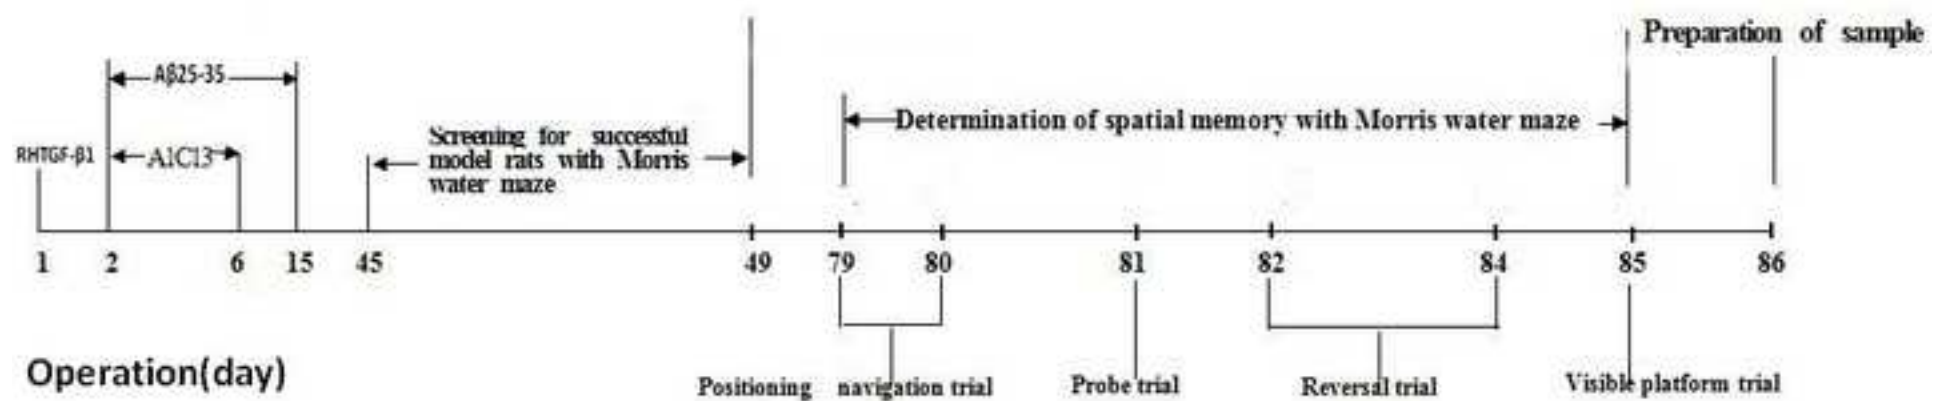 Preparation of sample
Aβ25-35
Determination of spatial memory with Morris water maze
Screening for successful
model rats with Morris
water maze
RHTGF-β1
A1C13
1 2 6 15 45 49 79 80 81 82 84 85 86
Operation(day)
Positioning navigation trial
Probe trial
Reversal trial
Visible platform trial